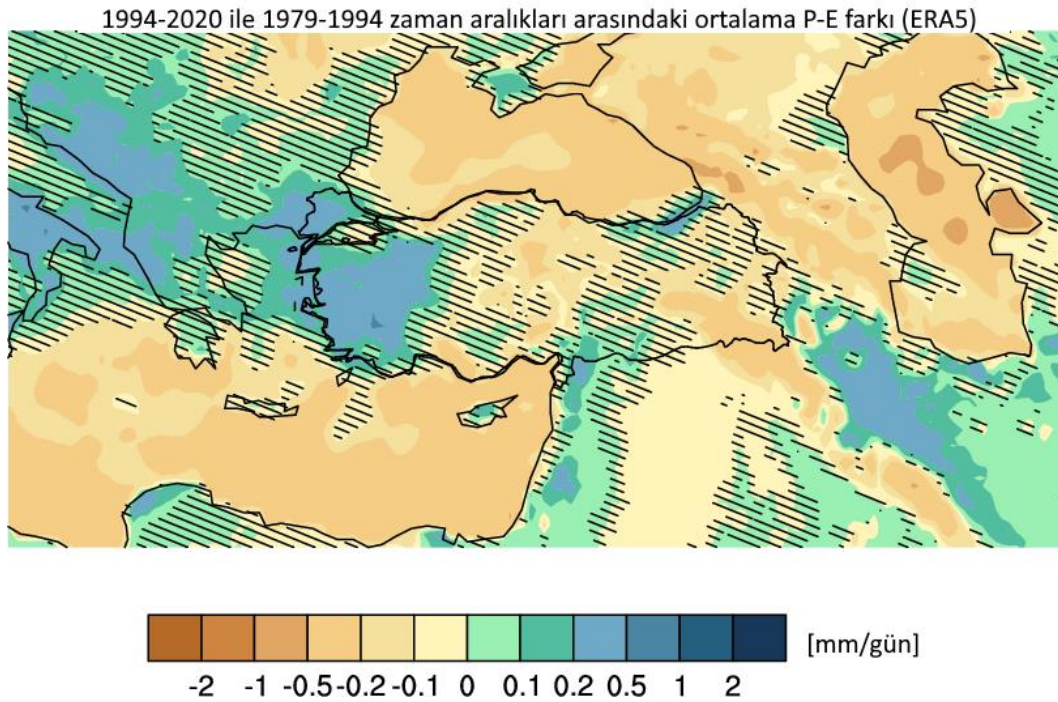 1994-2020 ile 1979-1994 zaman aralıkları arasındaki ortalama P-E farkı (ERA5)
[mm/gün]
-2 -1 -0.5 -0.2 -0.1 0 0.1 0.2 0.5 1 2